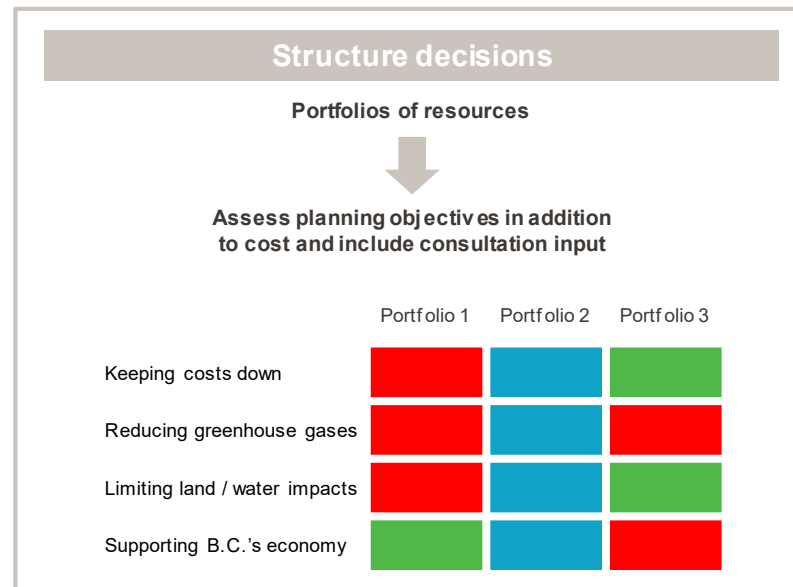 Structure decisions
Portfolios of resources
Assess planning objectives in addition
to cost and include consultation input
Portfolio 1 Portfolio 2 Portfolio 3
Keeping costs down
Reducing greenhouse gases
Limiting land / water impacts
Supporting B.C.'s economy